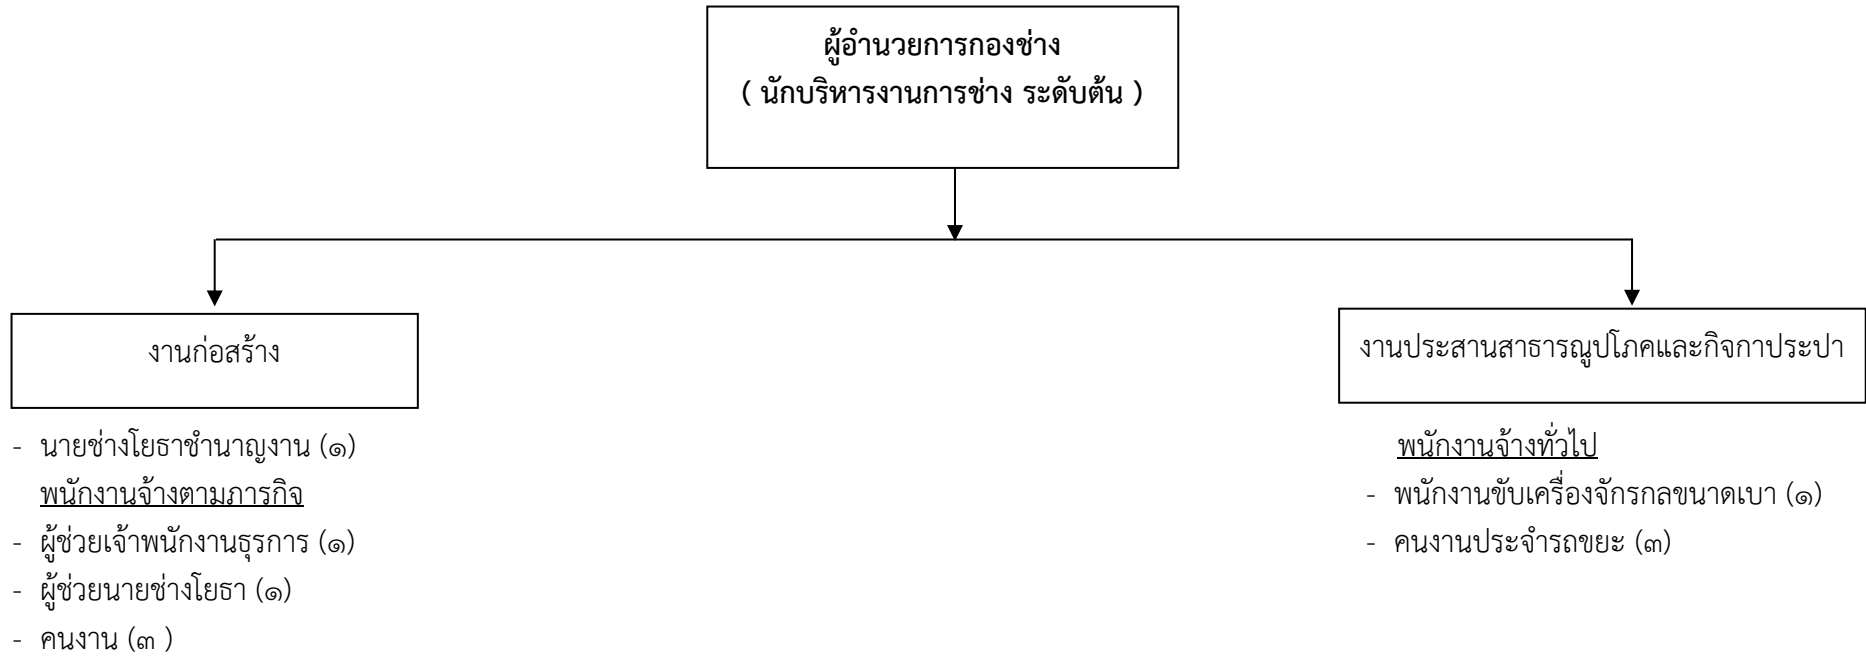 ผู้อำนวยการกองช่าง
( นักบริหารงานการช่าง ระดับต้น )
งานก่อสร้าง
- นายช่างโยธาชำนาญงาน (๑)
พนักงานจ้างตามภารกิจ
- ผู้ช่วยเจ้าพนักงานธุรการ (๑)
- ผู้ช่วยนายช่างโยธา (๑)
- คนงาน (๓ )
งานประสานสาธารณูปโภคและกิจกาประปา
พนักงานจ้างทั่วไป
- พนักงานขับเครื่องจักรกลขนาดเบา (๑)
- คนงานประจำรถขยะ (๓)